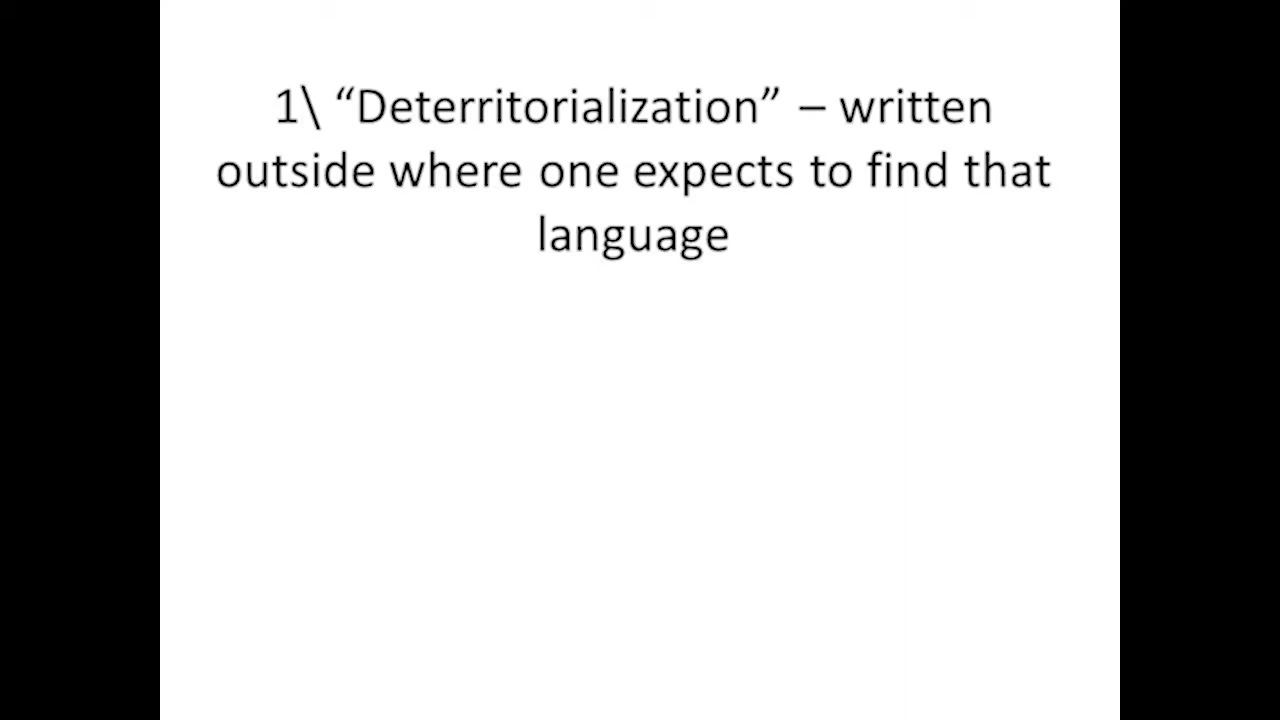 1\ “Deterritorialization” – written
outside where one expects to find that
language